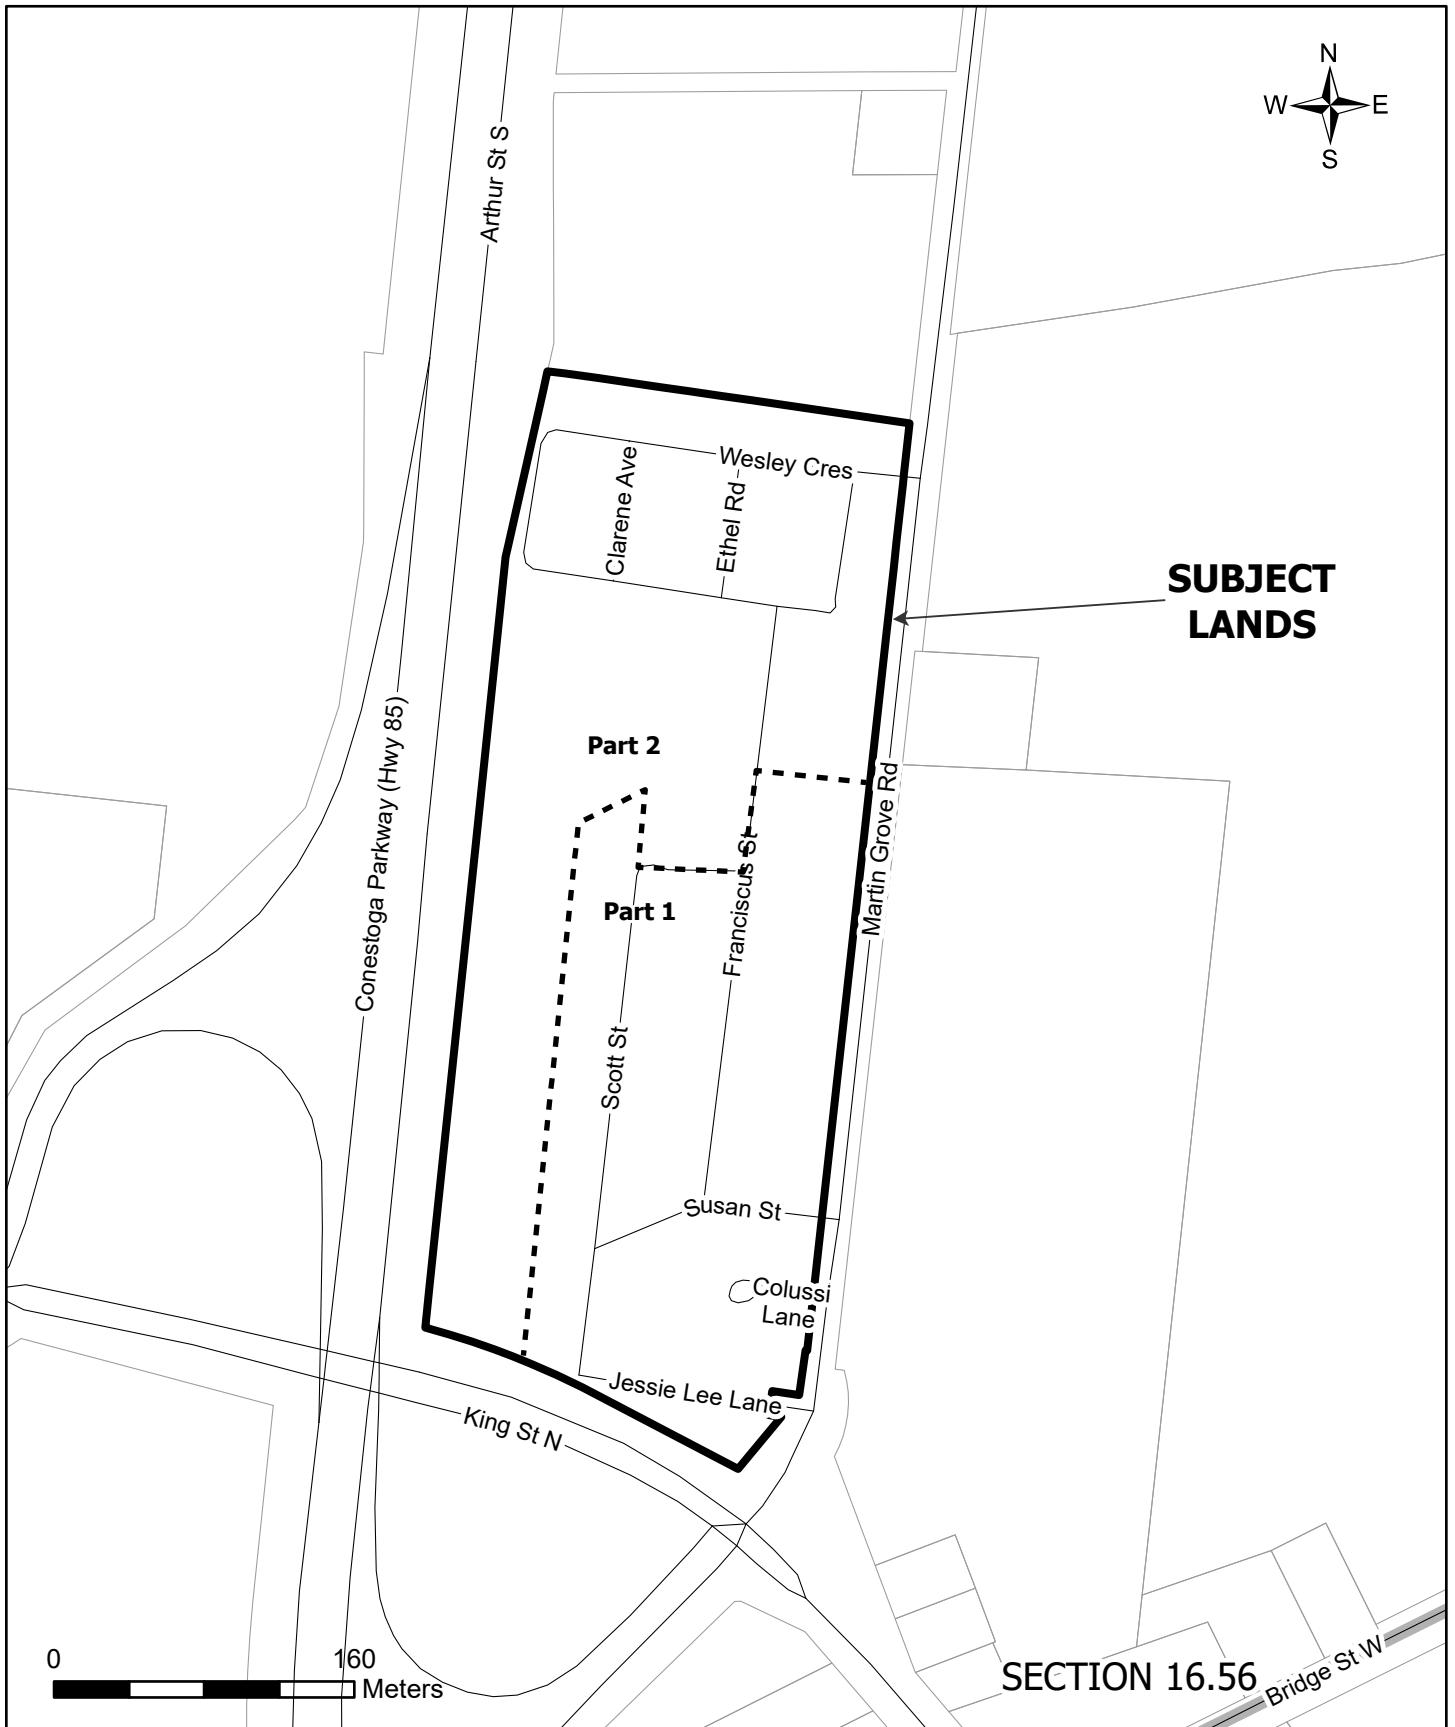 N
W E
S
Arthur St S
Wesley Cres
Clarene Ave
Ethel Rd
SUBJECT
LANDS
Part 2
Conestoga Parkway (Hwy 85)
Martin Grove Rd
Franciscus St
Part 1
Scott St
Susan St
Colussi
Lane
Jessie Lee Lane
King St N
0 160
Meters
SECTION 16.56
Bridge St W